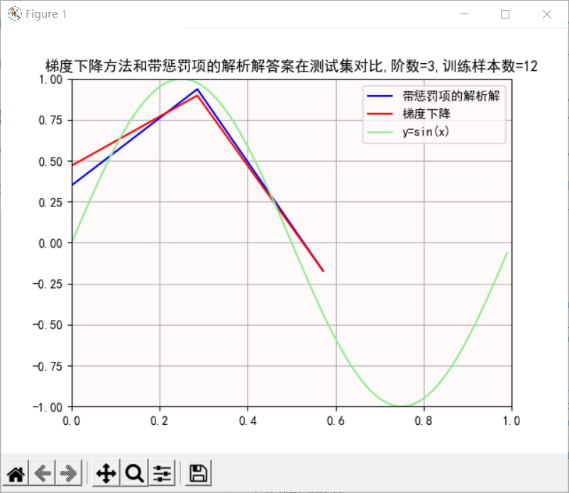 Figure 1
梯度下降方法和带惩罚项的解析解答案在测试集对比,阶数=3,训练样本数=12
1.00
0.75
0.50
0.25
0.00
−0.25
−0.50
−0.75
−1.00
0.0 0.2 0.4 0.6 0.8 1.0
带惩罚项的解析解
梯度下降
y=sin(x)